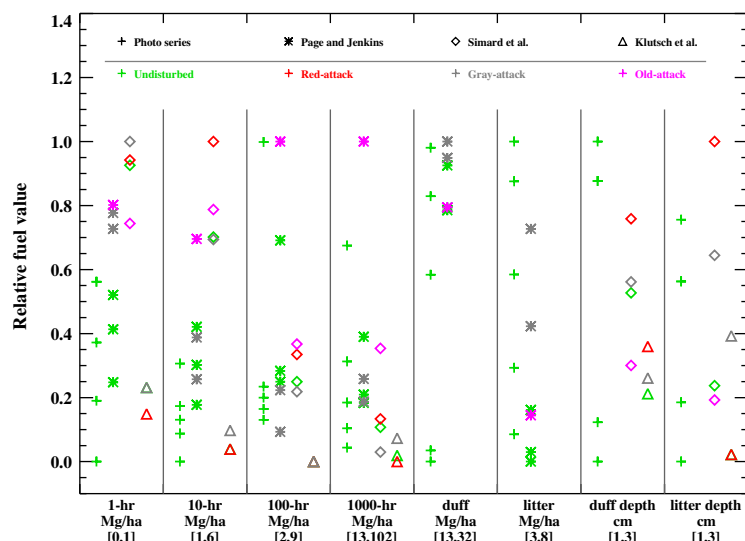 1.4
Photo series
Page and Jenkins
Simard et al.
Klutsch et al.
1.2
Undisturbed
Red-attack
Gray-attack
Old-attack
1.0
0.8
0.6
0.4
0.2
0.0
Relative fuel value
1-hr 10-hr 100-hr 1000-hr duff litter duff depth litter depth
Mg/ha Mg/ha Mg/ha Mg/ha Mg/ha Mg/ha cm cm
[0,1] [1,6] [2,9] [13,102] [13,32] [3,8] [1,3] [1,3]